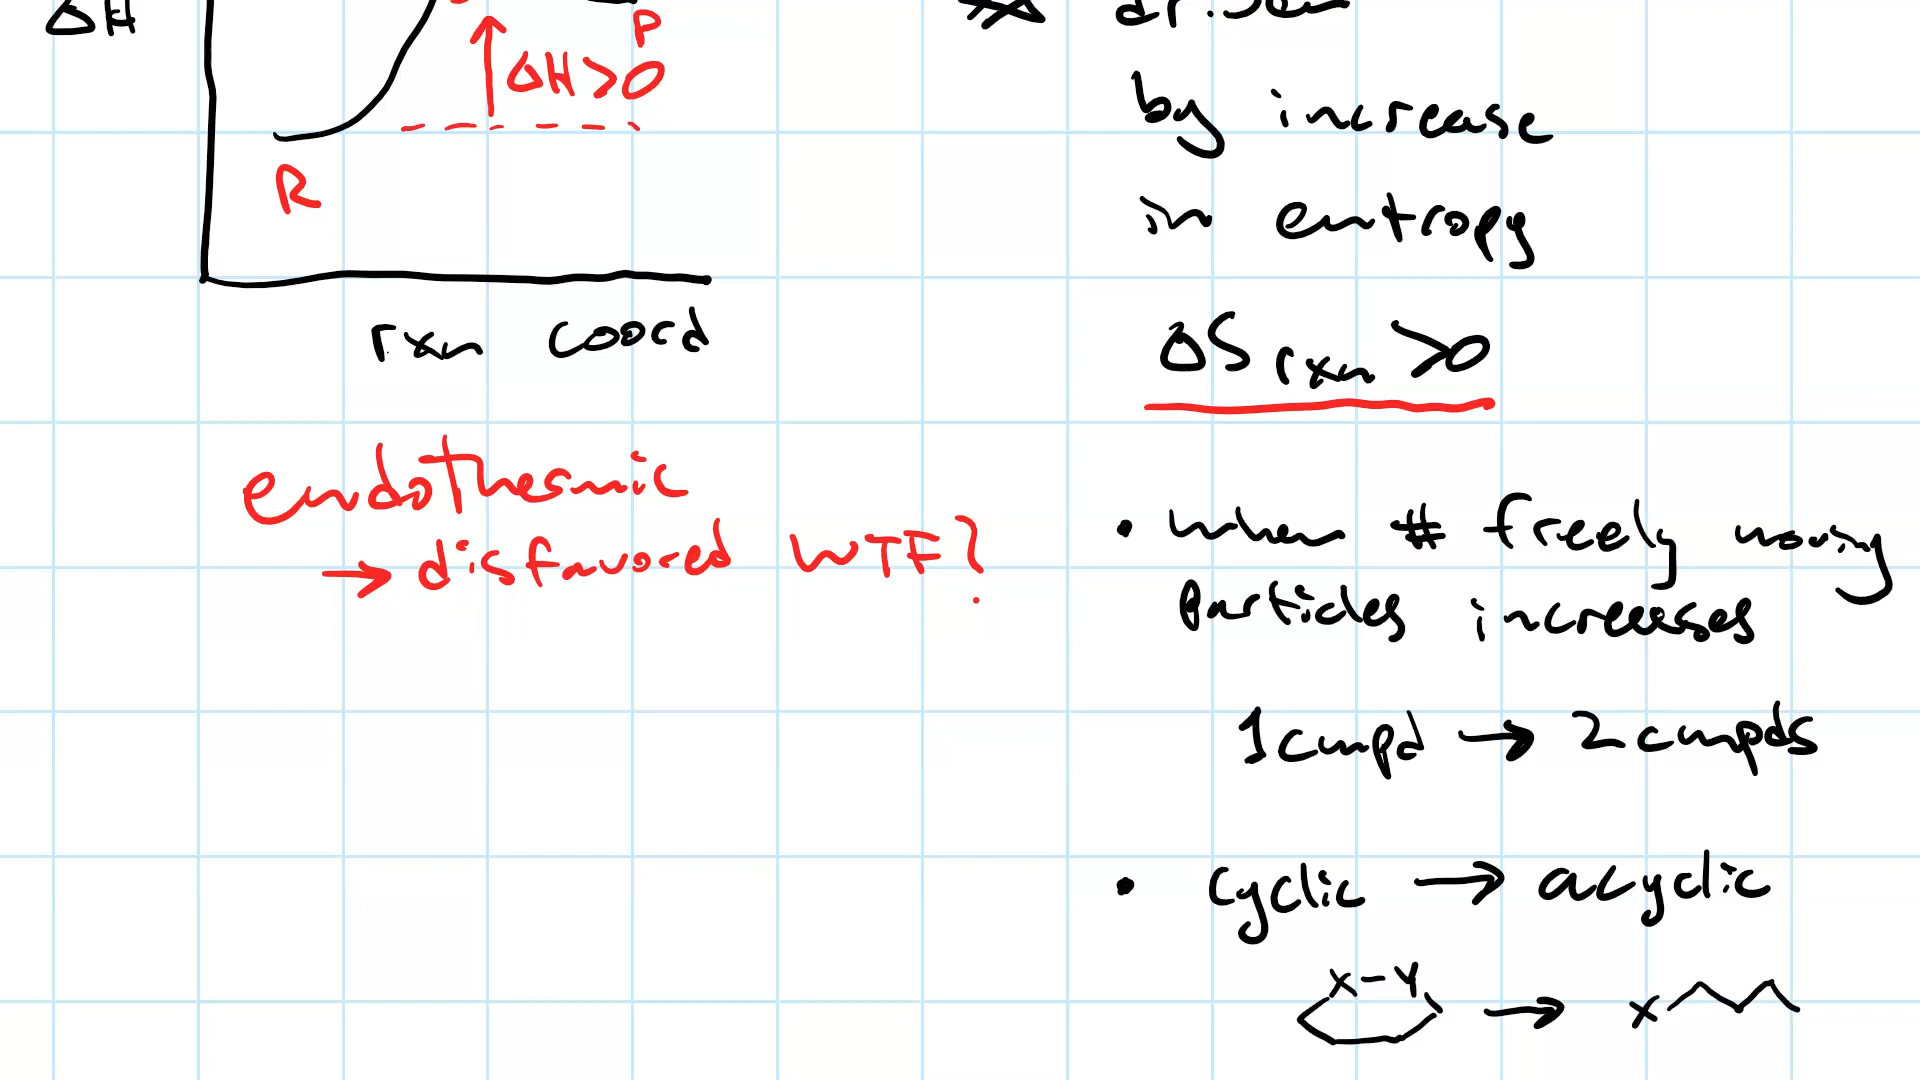 ΔH
P
ΔH>0
R
rxn coord
endothermic
→ disfavored WTF?
driven
by increase
in entropy
ΔS rxn >0
• when # freely moving
particles increases
1 cmpd → 2 cmpds
• cyclic → acyclic
X-Y → X